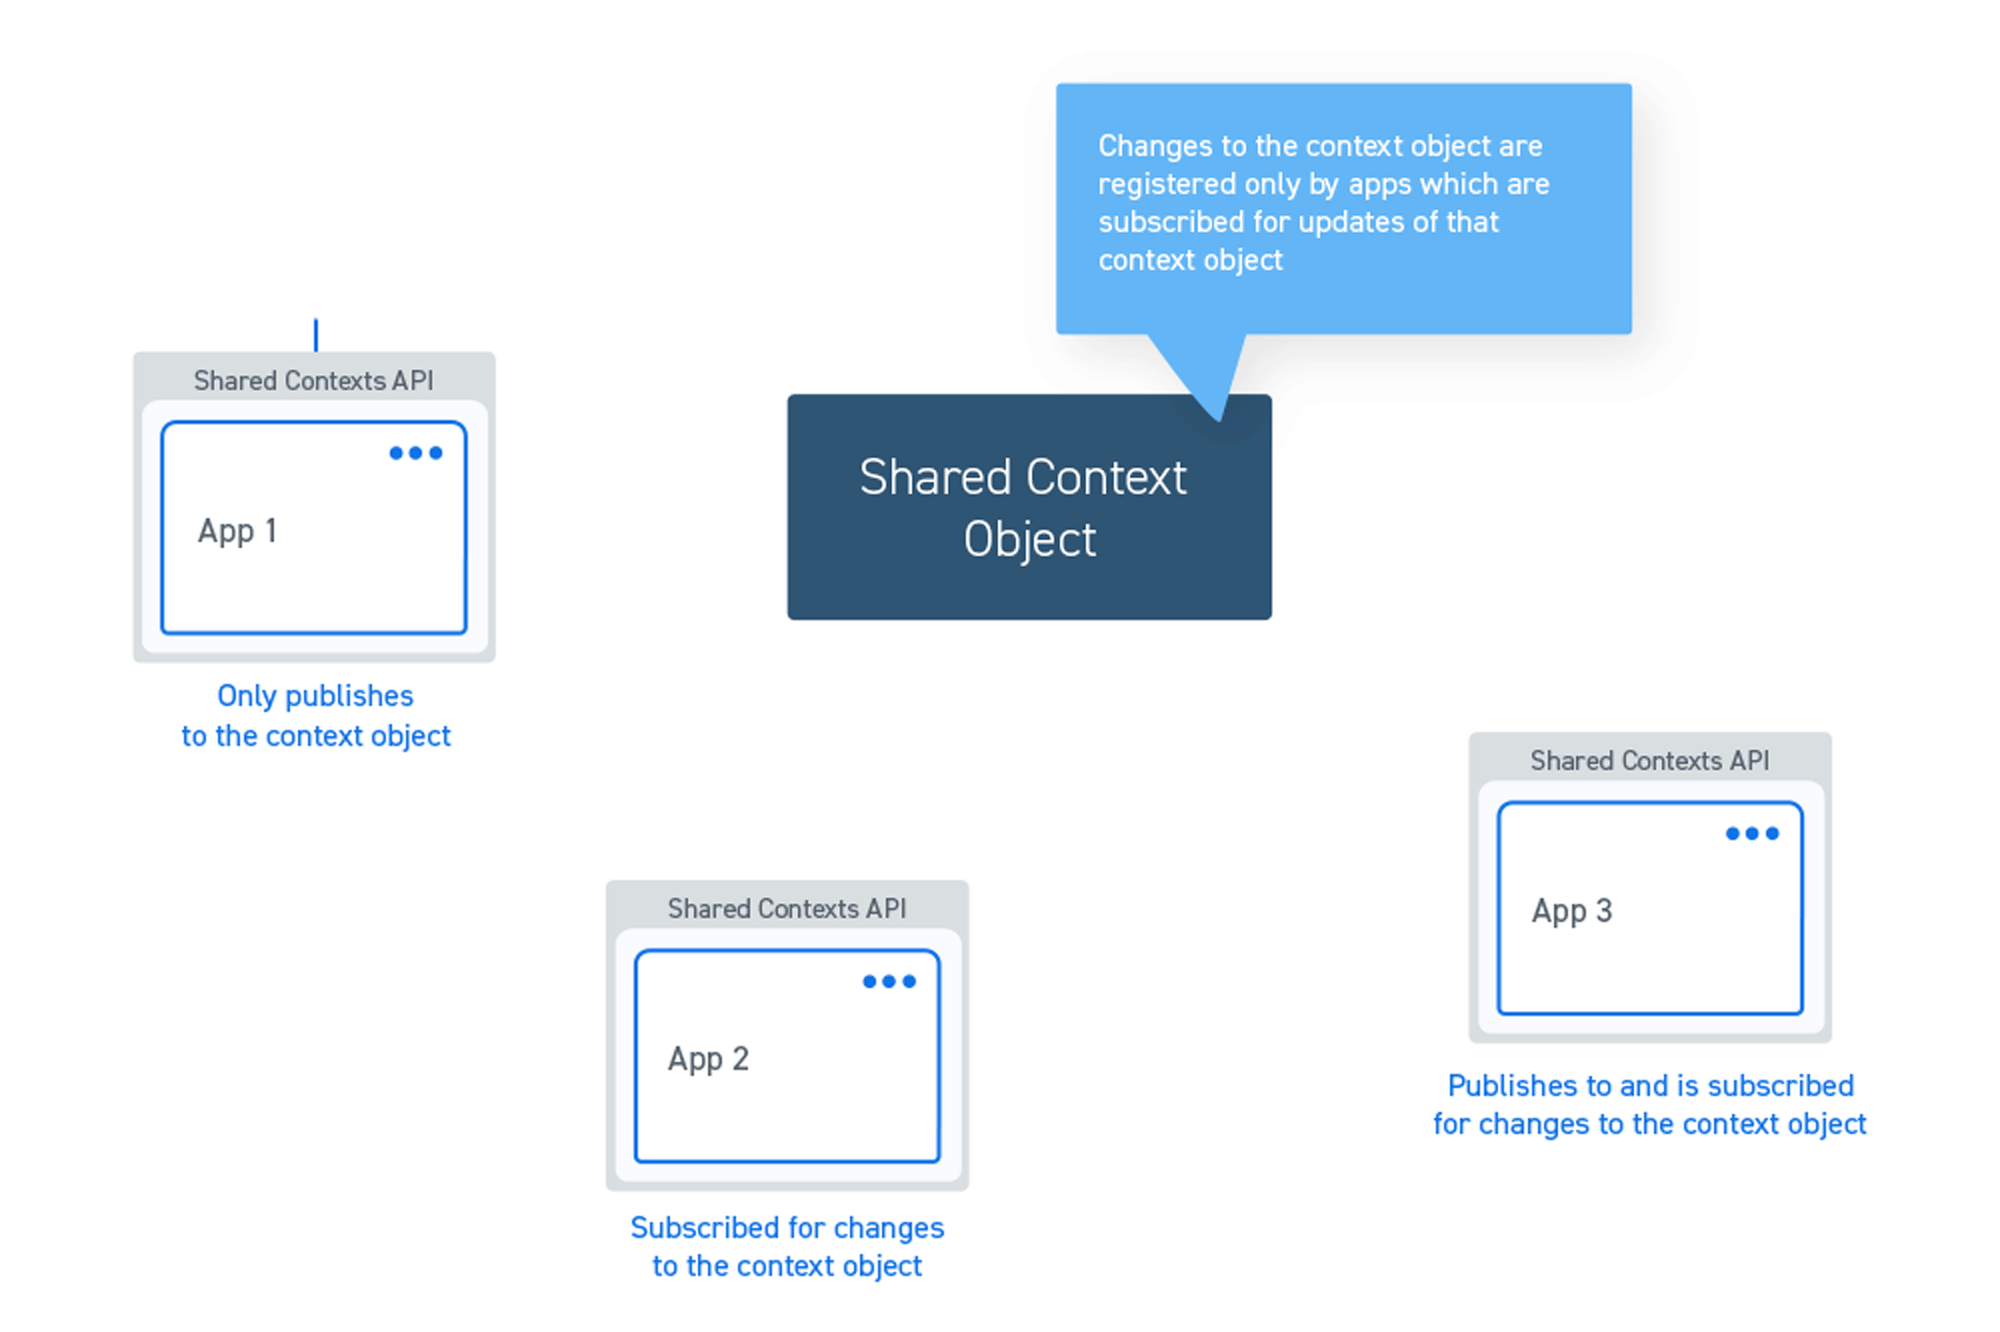 Changes to the context object are
registered only by apps which are
subscribed for updates of that
context object
Shared Contexts API
App 1
Only publishes
to the context object
Shared Context
Object
Shared Contexts API
App 2
Subscribed for changes
to the context object
Shared Contexts API
App 3
Publishes to and is subscribed
for changes to the context object